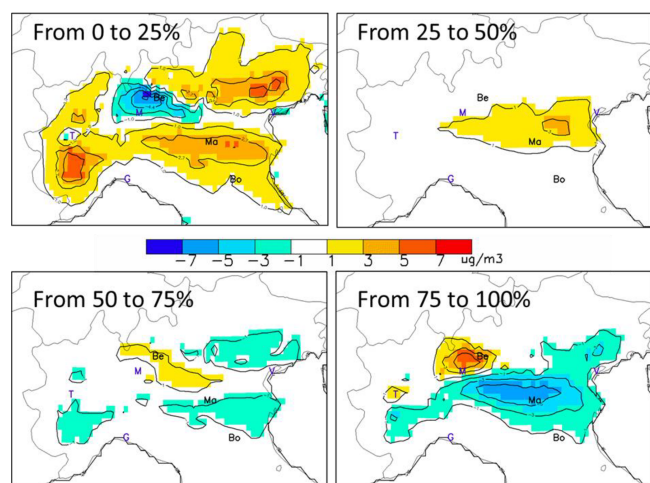 From 0 to 25%
Be
M
V
T
Ma
G
Bo
From 25 to 50%
Be
M
V
T
Ma
G
Bo
-7 -5 -3 -1 1 3 5 7 ug/m3
From 50 to 75%
Be
M
V
T
Ma
G
Bo
From 75 to 100%
Be
M
V
T
Ma
G
Bo